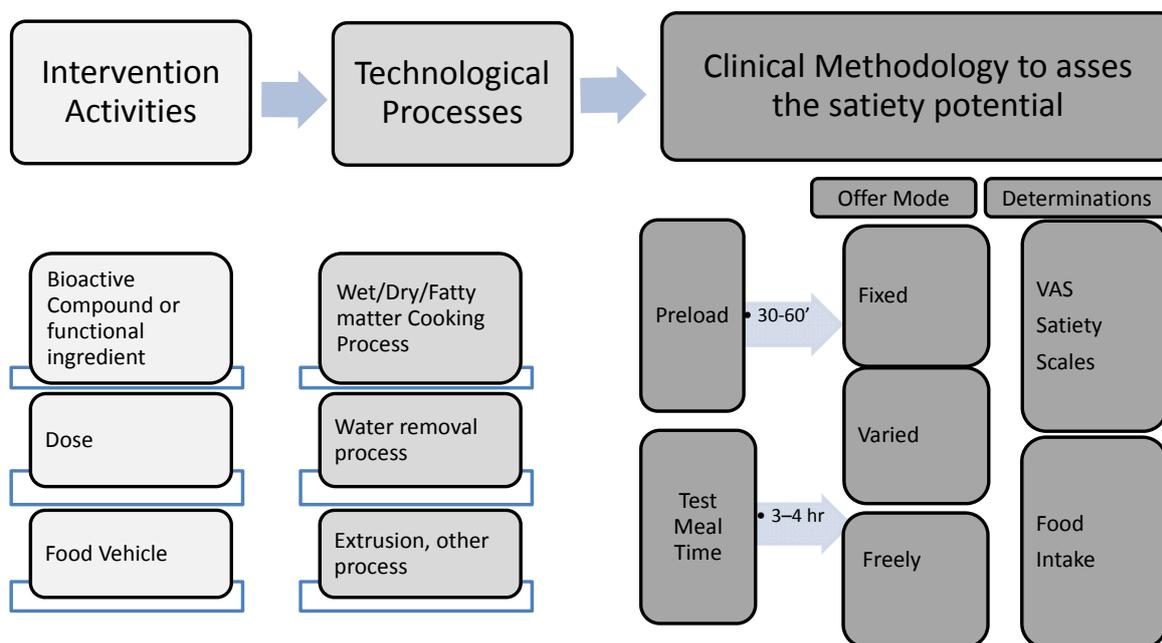 Intervention
Activities
Technological
Processes
Clinical Methodology to asses
the satiety potential
Offer Mode
Determinations
Bioactive
Compound or
functional
ingredient
Dose
Food Vehicle
Wet/Dry/Fatty
matter Cooking
Process
Water removal
process
Extrusion, other
process
Preload
• 30-60’
Test
Meal
Time
• 3–4 hr
Fixed
Varied
Freely
VAS
Satiety
Scales
Food
Intake